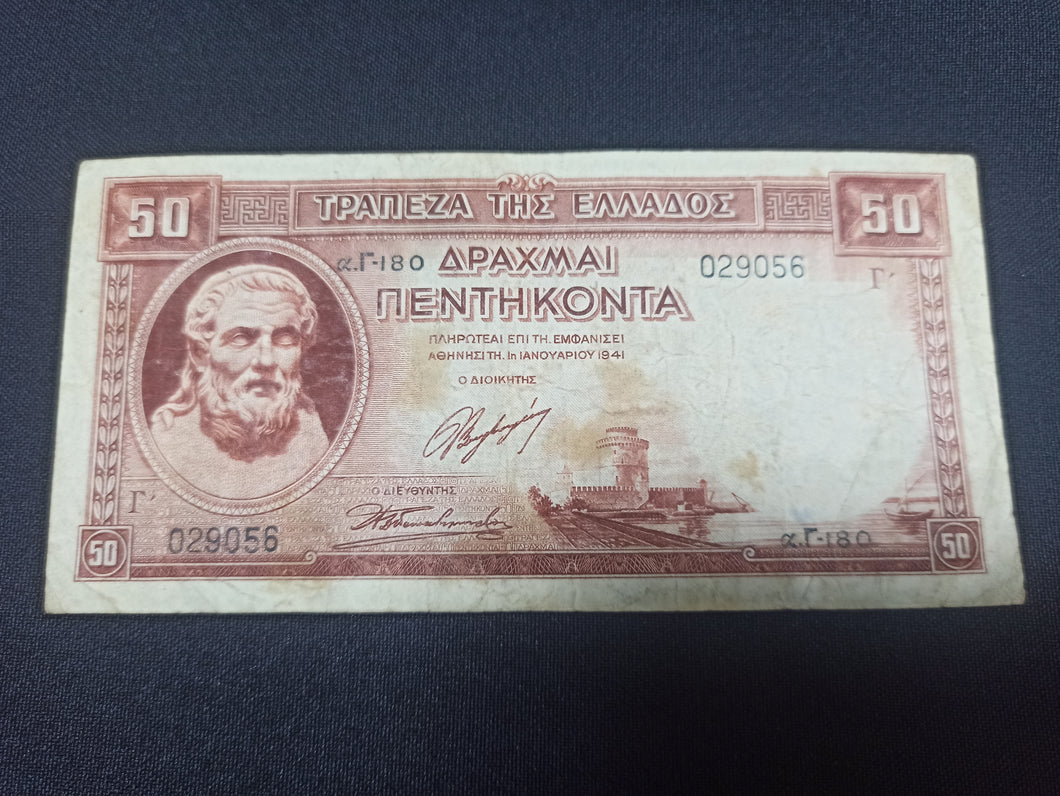 50 ΤΡΑΠΕΖΑ ΤΗΣ ΕΛΛΑΔΟΣ 50
α.Γ-180 ΔΡΑΧΜΑΙ 029056 Γ΄
ΠΕΝΤΗΚΟΝΤΑ
ΠΛΗΡΩΤΕΑΙ ΕΠΙ ΤΗ. ΕΜΦΑΝΙΣΕΙ
ΑΘΗΝΗΣΙ ΤΗ. 1η ΙΑΝΟΥΑΡΙΟΥ 1941
Ο ΔΙΟΙΚΗΤΗΣ
Ο ΔΙΕΥΘΥΝΤΗΣ
Γ΄
029056 α.Γ-180
50 50